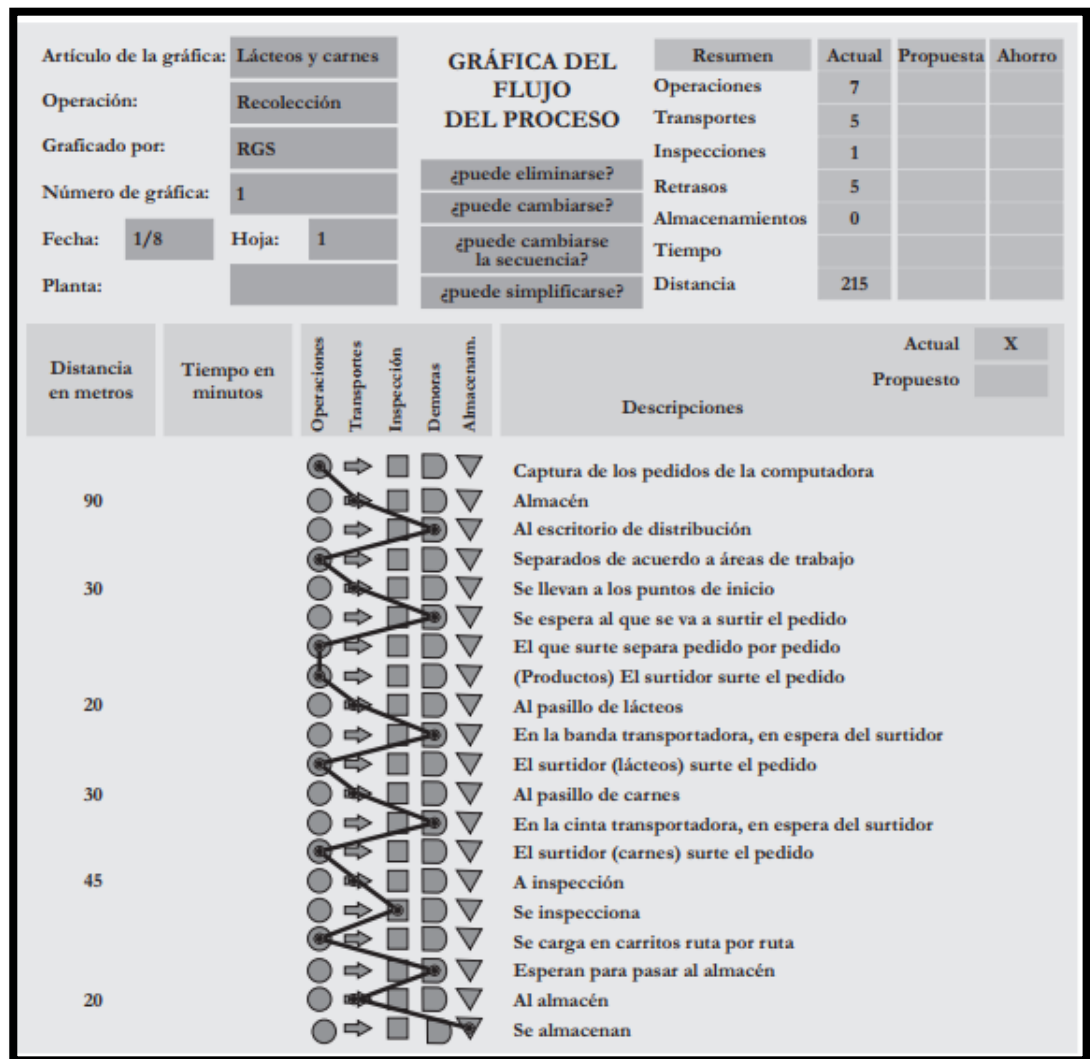 Artículo de la gráfica: Lácteos y carnes
Operación: Recolección
Graficado por: RGS
Número de gráfica: 1
Fecha: 1/8 Hoja: 1
Planta:
GRÁFICA DEL
FLUJO
DEL PROCESO
¿puede eliminarse?
¿puede cambiarse?
¿puede cambiarse
la secuencia?
¿puede simplificarse?
Resumen Actual Propuesta Ahorro
Operaciones 7
Transportes 5
Inspecciones 1
Retrasos 5
Almacenamientos 0
Tiempo
Distancia 215
Distancia
en metros
Tiempo en
minutos
Operaciones
Transportes
Inspección
Demoras
Almacenam.
Actual X
Propuesto
Descripciones
Captura de los pedidos de la computadora
90 Almacén
Al escritorio de distribución
Separados de acuerdo a áreas de trabajo
30 Se llevan a los puntos de inicio
Se espera al que se va a surtir el pedido
El que surte separa pedido por pedido
(Productos) El surtidor surte el pedido
20 Al pasillo de lácteos
En la banda transportadora, en espera del surtidor
El surtidor (lácteos) surte el pedido
30 Al pasillo de carnes
En la cinta transportadora, en espera del surtidor
El surtidor (carnes) surte el pedido
45 A inspección
Se inspecciona
Se carga en carritos ruta por ruta
Esperan para pasar al almacén
20 Al almacén
Se almacenan